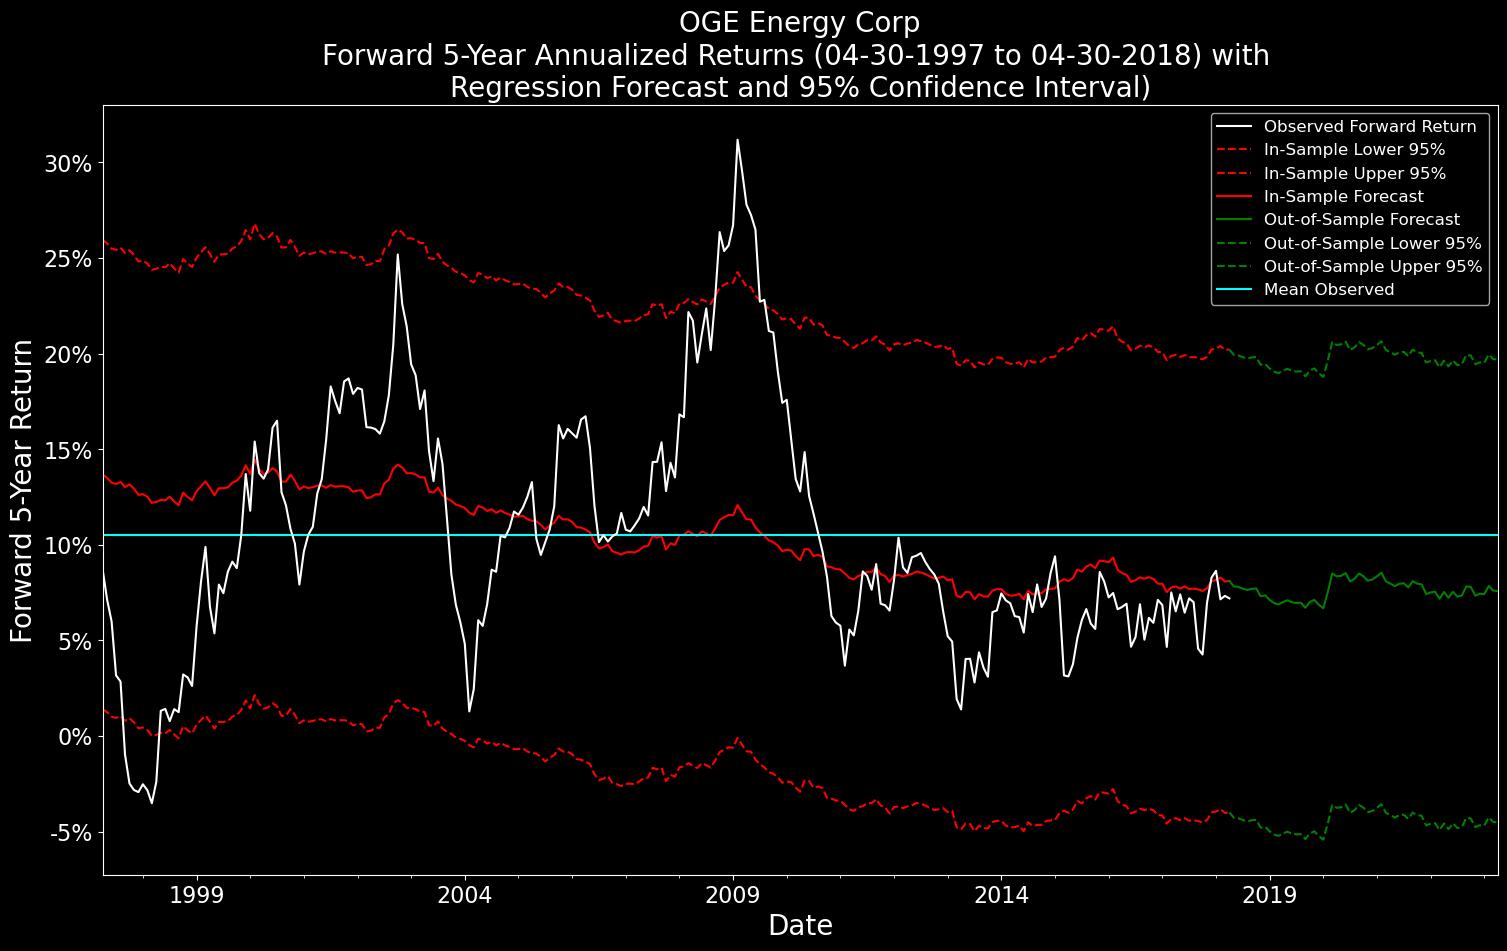 OGE Energy Corp
Forward 5-Year Annualized Returns (04-30-1997 to 04-30-2018) with
Regression Forecast and 95% Confidence Interval)
Observed Forward Return
In-Sample Lower 95%
In-Sample Upper 95%
In-Sample Forecast
Out-of-Sample Forecast
Out-of-Sample Lower 95%
Out-of-Sample Upper 95%
Mean Observed
Forward 5-Year Return
30%
25%
20%
15%
10%
5%
0%
-5%
1999
2004
2009
2014
2019
Date